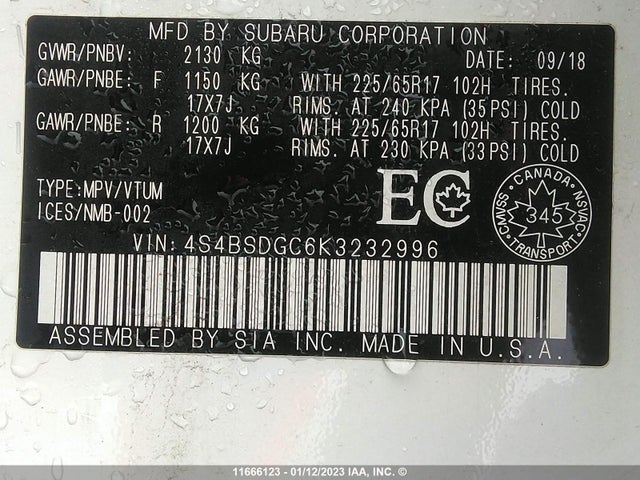 MFD BY SUBARU CORPORATION
GVWR/PNBV: 2130 KG DATE: 09/18
GAWR/PNBE: F 1150 KG WITH 225/65R17 102H TIRES.
17X7J RIMS. AT 240 KPA (35PSI) COLD
GAWR/PNBE: R 1200 KG WITH 225/65R17 102H TIRES.
17X7J RIMS. AT 230 KPA (33PSI) COLD
TYPE:MPV/VTUM
ICES/NMB-002
EC
CANADA
CMVSS 345 NSVAC
TRANSPORT
VIN: 4S4BSDGC6K3232996
ASSEMBLED BY SIA INC. MADE IN U.S.A.
11666123 - 01/12/2023 IAA, INC. ©